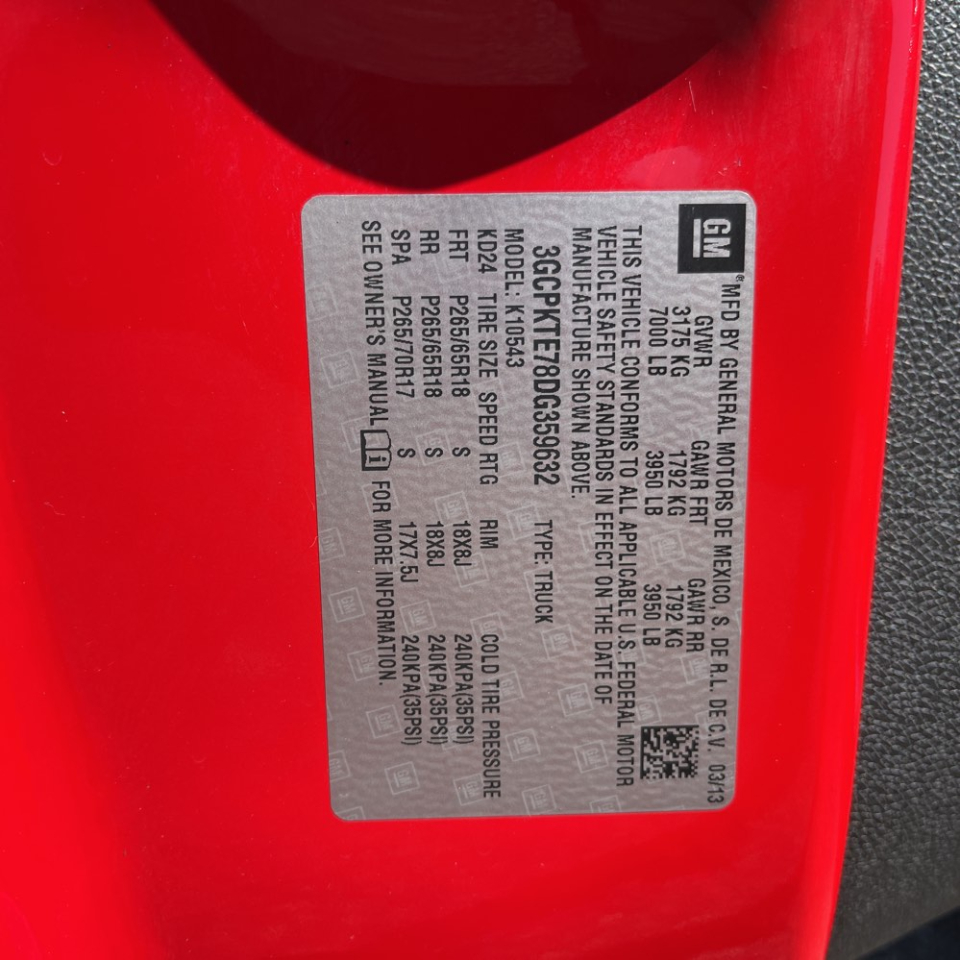 GM
®MFD BY GENERAL MOTORS DE MEXICO, S. DE R.L. DE C.V. 03/13
GVWR GAWR FRT GAWR RR
3175 KG 1792 KG 1792 KG
7000 LB 3950 LB 3950 LB
THIS VEHICLE CONFORMS TO ALL APPLICABLE U.S. FEDERAL MOTOR
VEHICLE SAFETY STANDARDS IN EFFECT ON THE DATE OF
MANUFACTURE SHOWN ABOVE.
3GCPKTE78DG359632 TYPE: TRUCK
MODEL: K10543
KD24 TIRE SIZE SPEED RTG RIM COLD TIRE PRESSURE
FRT P265/65R18 S 18X8J 240KPA(35PSI)
RR P265/65R18 S 18X8J 240KPA(35PSI)
SPA P265/70R17 S 17X7.5J 240KPA(35PSI)
SEE OWNER'S MANUAL i FOR MORE INFORMATION.